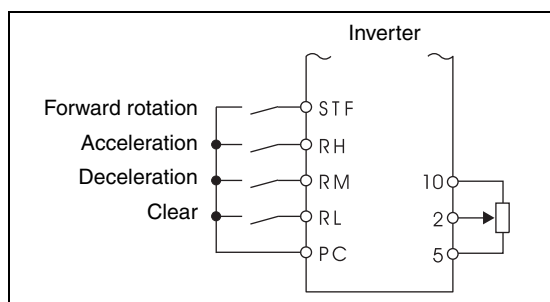 Inverter
Forward rotation STF
Acceleration RH
Deceleration RM 10
Clear RL 2
PC 5